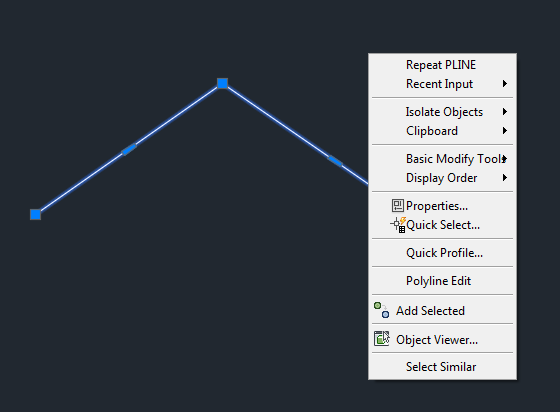 Repeat PLINE
Recent Input
Isolate Objects
Clipboard
Basic Modify Tools
Display Order
Properties...
Quick Select...
Quick Profile...
Polyline Edit
Add Selected
Object Viewer...
Select Similar